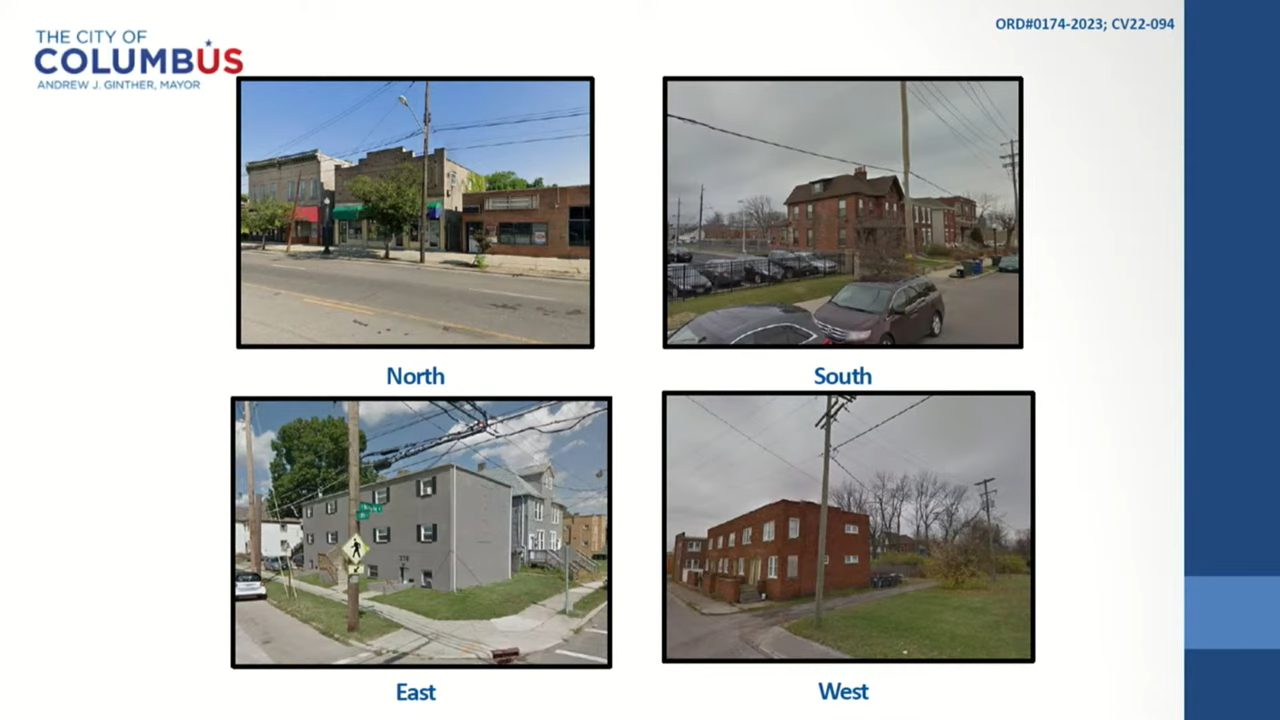 ORD#0174-2023; CV22-094
THE CITY OF
COLUMBUS
ANDREW J. GINTHER, MAYOR
North
South
East
West